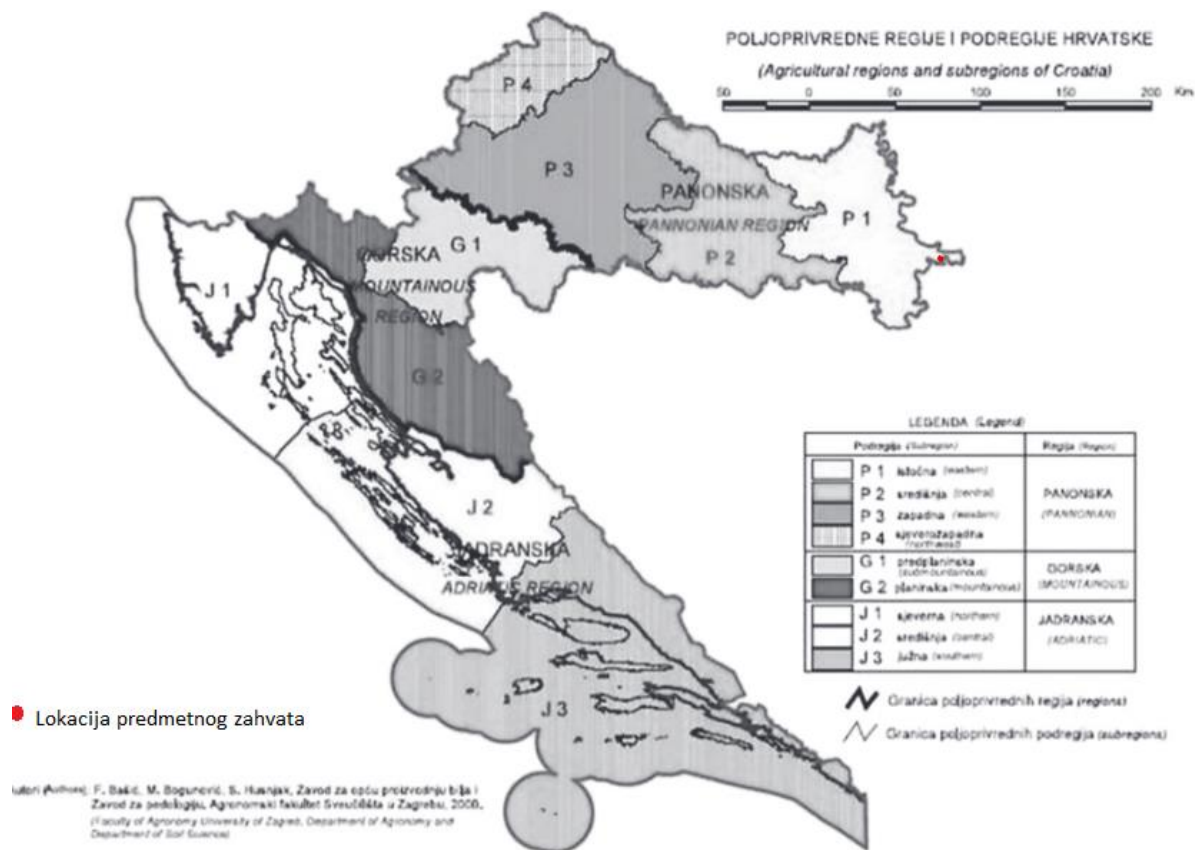 POLJOPRIVREDNE REGIJE I PODREGIJE HRVATSKE
(Agricultural regions and subregions of Croatia)
50 0 50 100 150 200 Km
P 4
P 3
PANONSKA
PANNONIAN REGION
P 1
P 2
GORSKA
G 1
MOUNTAINOUS
REGION
J 1
G 2
J 2
JADRANSKA
ADRIATIC REGION
J 3
LEGENDA (Legend)
Podregija (Subregion) Regija (Region)
P 1 istočna (eastern)
P 2 središnja (central) PANONSKA
P 3 zapadna (western) (PANNONIAN)
P 4 sjeverozapadna
(northwest)
G 1 predplaninska GORSKA
(submountainous)
G 2 planinska (mountainous) (MOUNTAINOUS)
J 1 sjeverna (northern) JADRANSKA
J 2 središnja (central) (ADRIATIC)
J 3 južna (southern)
Granica poljoprivrednih regija (regions)
Granica poljoprivrednih podregija (subregions)
Lokacija predmetnog zahvata
utori (Authors): F. Bašić, M. Bogunović, S. Husnjak, Zavod za opću proizvodnju bilja i
Zavod za pedologiju, Agronomski fakultet Sveučilišta u Zagrebu, 2000.
(Faculty of Agronomy University of Zagreb, Department of Agronomy and
Department of Soil Science)